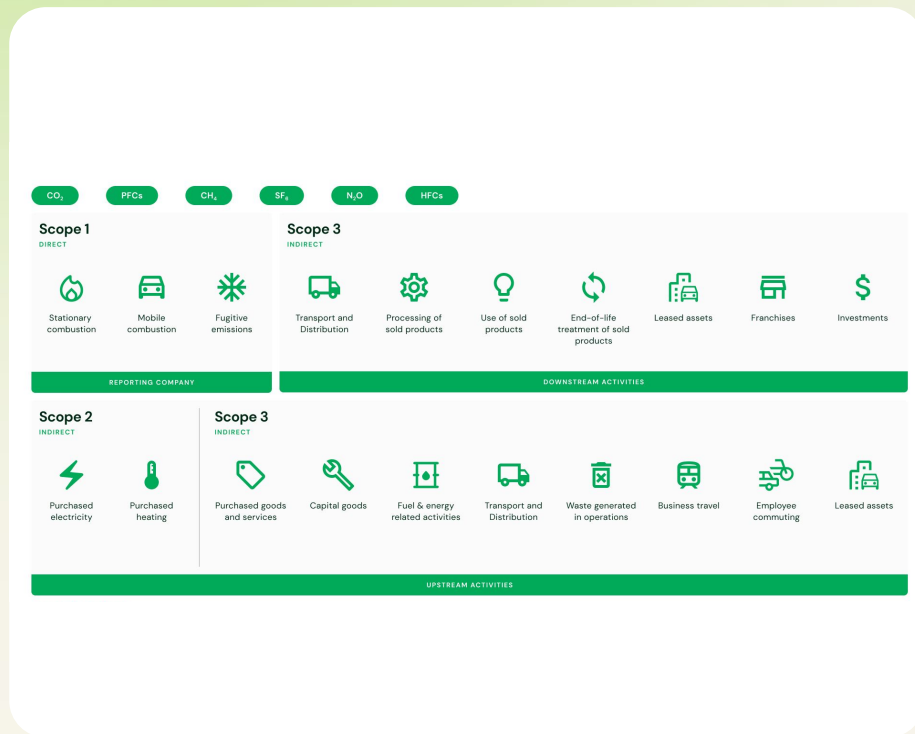 CO₂ PFCs CH₄ SF₆ N₂O HFCs
Scope 1
DIRECT
Stationary
combustion
Mobile
combustion
Fugitive
emissions
REPORTING COMPANY
Scope 3
INDIRECT
Transport and
Distribution
Processing of
sold products
Use of sold
products
End-of-life
treatment of sold
products
Leased assets
Franchises
Investments
DOWNSTREAM ACTIVITIES
Scope 2
INDIRECT
Purchased
electricity
Purchased
heating
Scope 3
INDIRECT
Purchased goods
and services
Capital goods
Fuel & energy
related activities
Transport and
Distribution
Waste generated
in operations
Business travel
Employee
commuting
Leased assets
UPSTREAM ACTIVITIES